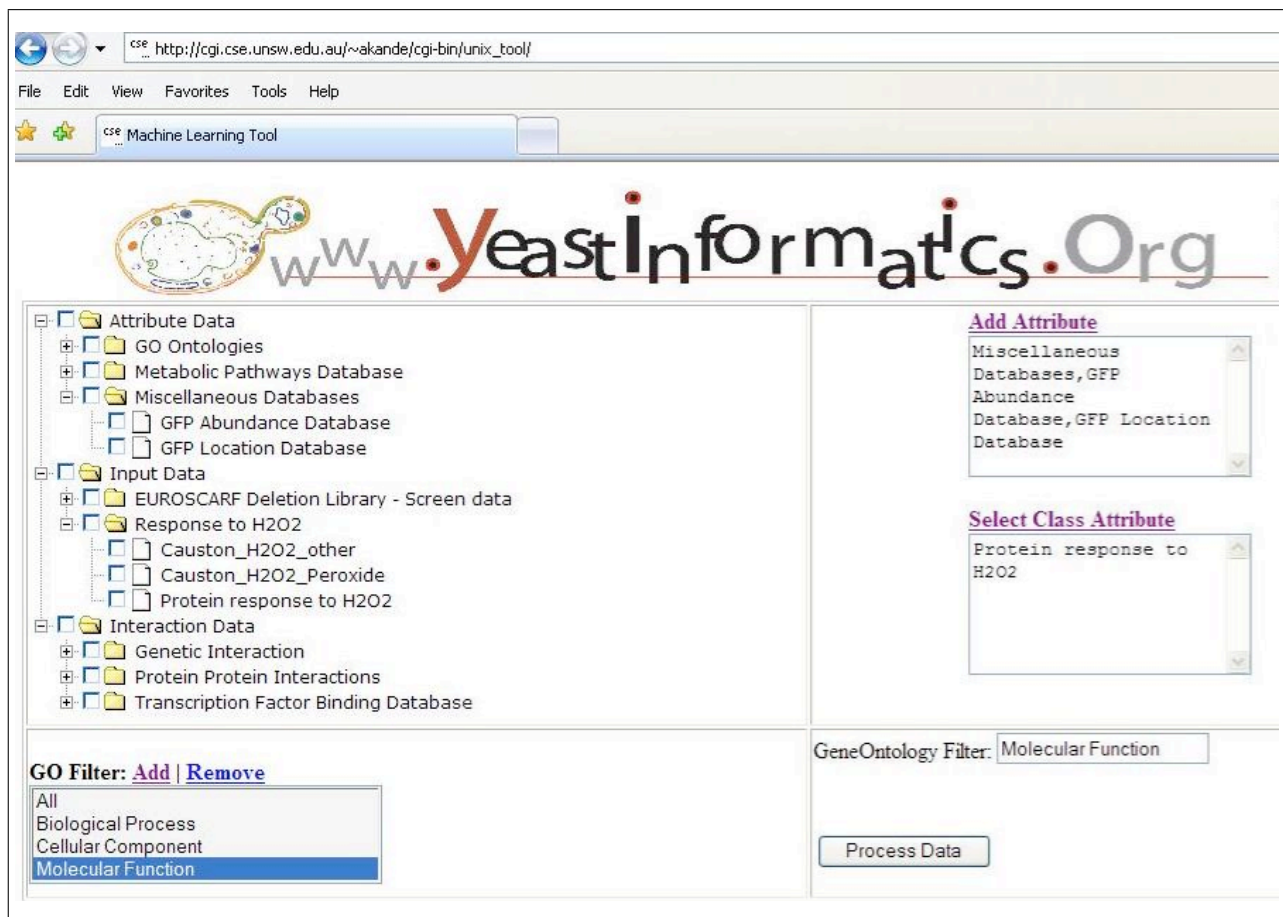 cse http://cgi.cse.unsw.edu.au/~akande/cgi-bin/unix_tool/
File Edit View Favorites Tools Help
cse Machine Learning Tool
www.YeastInformatics.Org
Attribute Data
GO Ontologies
Metabolic Pathways Database
Miscellaneous Databases
GFP Abundance Database
GFP Location Database
Input Data
EUROSCARF Deletion Library - Screen data
Response to H2O2
Causton_H2O2_other
Causton_H2O2_Peroxide
Protein response to H2O2
Interaction Data
Genetic Interaction
Protein Protein Interactions
Transcription Factor Binding Database
Add Attribute
Miscellaneous
Databases,GFP
Abundance
Database,GFP Location
Database
Select Class Attribute
Protein response to
H2O2
GO Filter: Add | Remove
All
Biological Process
Cellular Component
Molecular Function
GeneOntology Filter: Molecular Function
Process Data